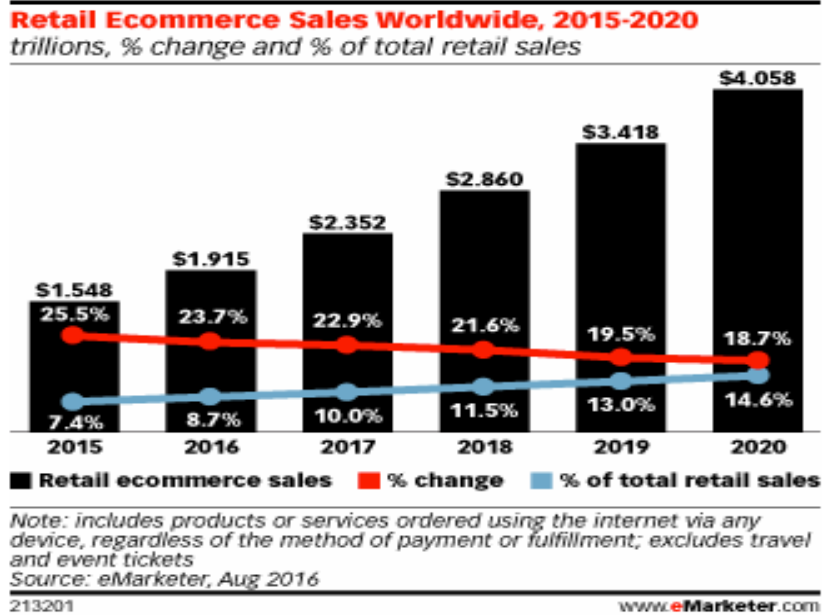 Retail Ecommerce Sales Worldwide, 2015-2020
trillions, % change and % of total retail sales
$4.058
$3.418
$2.860
$2.352
$1.915
$1.548
25.5% 23.7% 22.9% 21.6% 19.5% 18.7%
7.4% 8.7% 10.0% 11.5% 13.0% 14.6%
2015 2016 2017 2018 2019 2020
Retail ecommerce sales % change % of total retail sales
Note: includes products or services ordered using the internet via any
device, regardless of the method of payment or fulfillment; excludes travel
and event tickets
Source: eMarketer, Aug 2016
213201 www.eMarketer.com